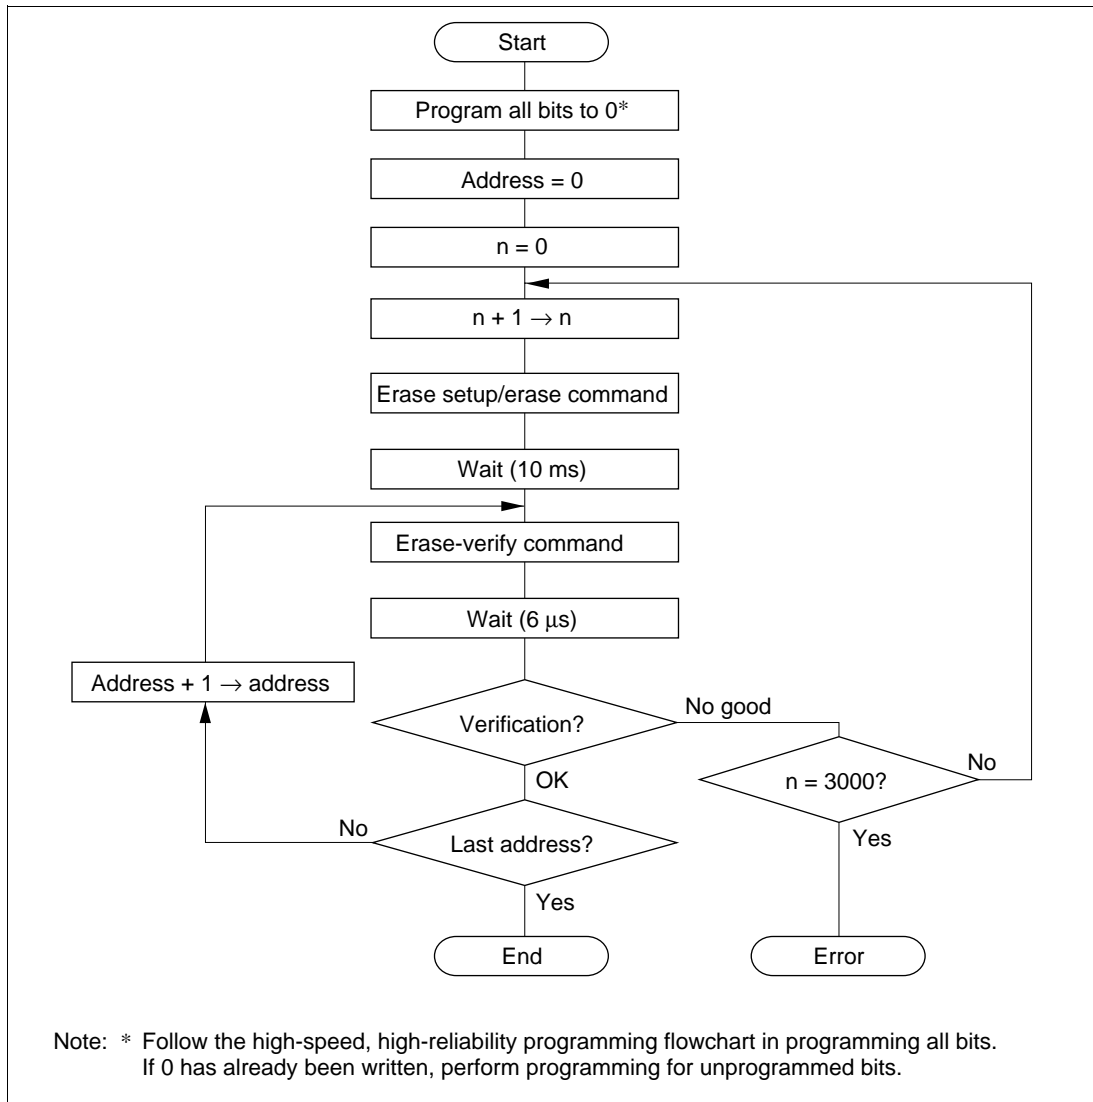 Start
Program all bits to 0*
Address = 0
n = 0
n + 1 → n
Erase setup/erase command
Wait (10 ms)
Erase-verify command
Wait (6 μs)
Address + 1 → address
Verification?
No good
n = 3000?
No
OK
Last address?
No
Yes
Yes
End
Error
Note: * Follow the high-speed, high-reliability programming flowchart in programming all bits.
If 0 has already been written, perform programming for unprogrammed bits.